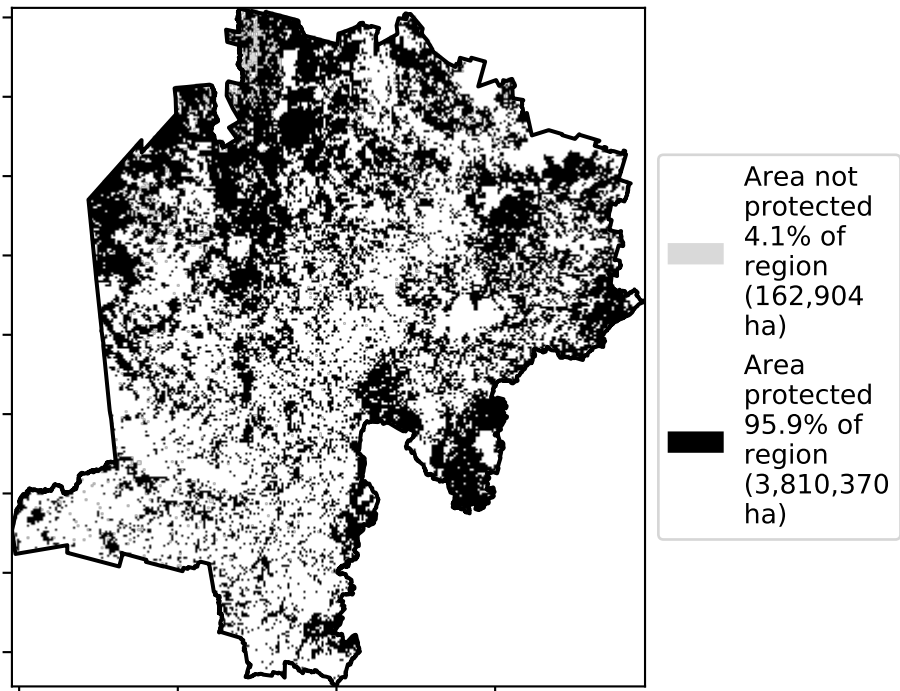 Area not
protected
4.1% of
region
(162,904
ha)
Area
protected
95.9% of
region
(3,810,370
ha)